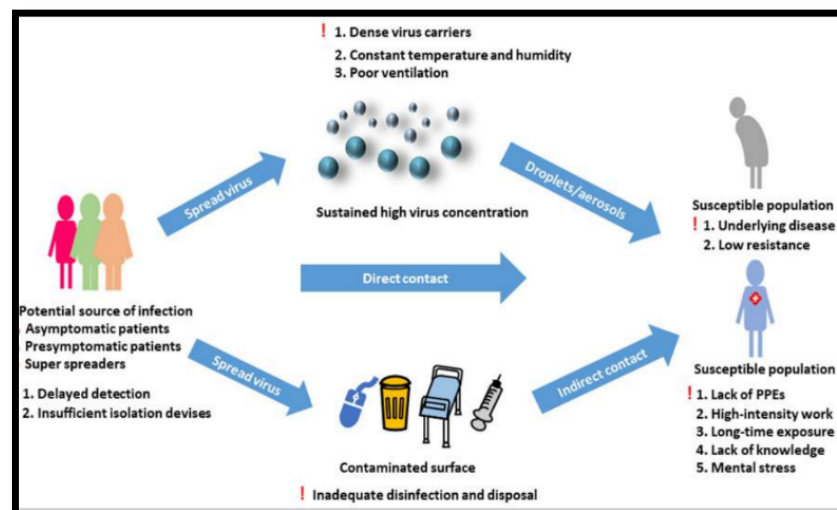 ! 1. Dense virus carriers
2. Constant temperature and humidity
3. Poor ventilation
Spread virus
Sustained high virus concentration
Droplets/aerosols
Susceptible population
! 1. Underlying disease
2. Low resistance
Direct contact
Potential source of infection
Asymptomatic patients
Presymptomatic patients
Super spreaders
1. Delayed detection
2. Insufficient isolation devises
Spread virus
Contaminated surface
! Inadequate disinfection and disposal
Indirect contact
Susceptible population
! 1. Lack of PPEs
2. High-intensity work
3. Long-time exposure
4. Lack of knowledge
5. Mental stress